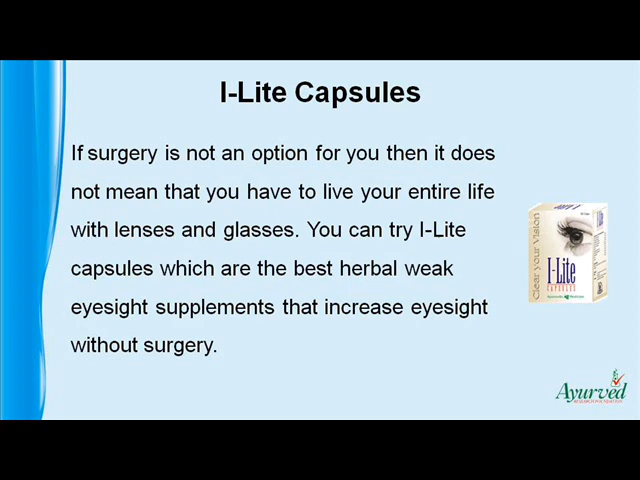 I-Lite Capsules
If surgery is not an option for you then it does
not mean that you have to live your entire life
with lenses and glasses. You can try I-Lite
capsules which are the best herbal weak
eyesight supplements that increase eyesight
without surgery.
Clear your Vision
I-Lite
CAPSULES
Ayurved
RESEARCH FOUNDATION